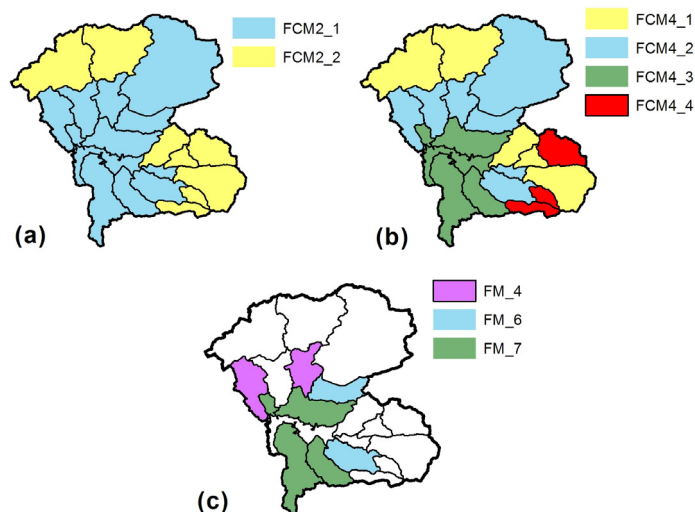 FCM2_1
FCM2_2
(a)
FCM4_1
FCM4_2
FCM4_3
FCM4_4
(b)
FM_4
FM_6
FM_7
(c)